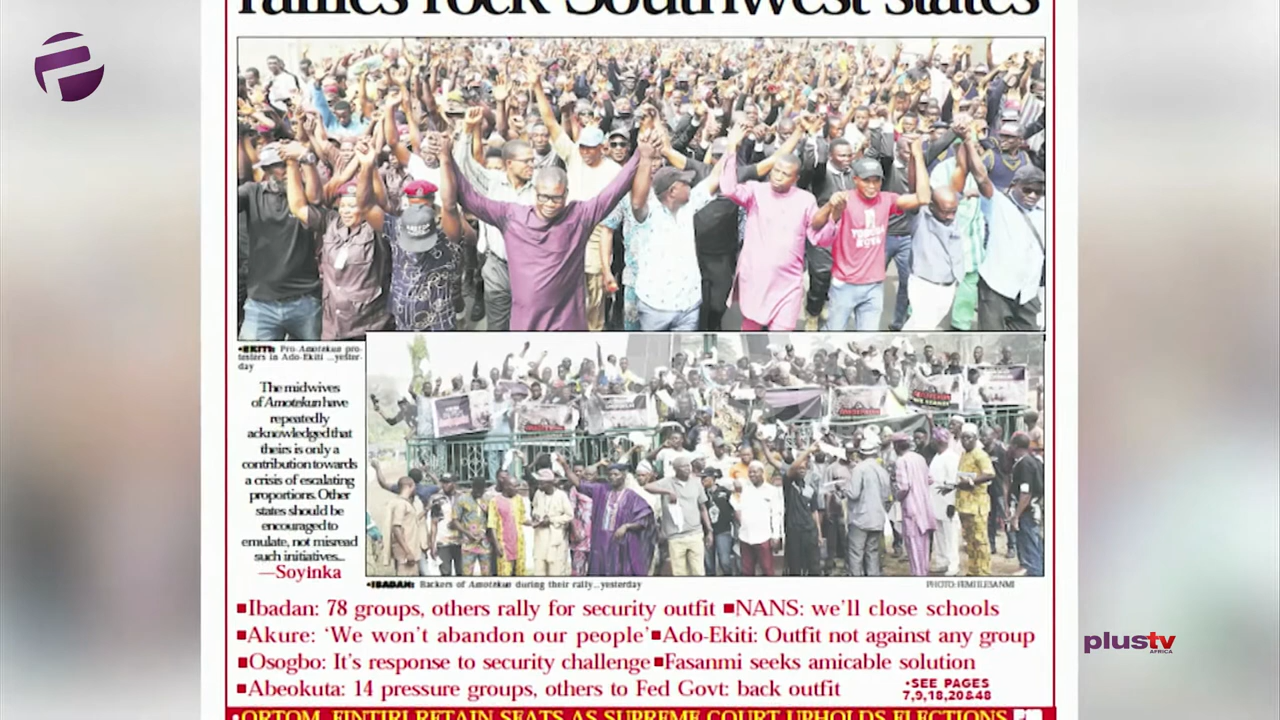 rallies rock Southwest states
•EKITI: Pro-Amotekun pro-
testers in Ado-Ekiti ...yester-
day
The midwives
of Amotekun have
repeatedly
acknowledged that
theirs is only a
contribution towards
a crisis of escalating
proportions. Other
states should be
encouraged to
emulate, not misread
such initiatives...
—Soyinka
•IBADAN: Backers of Amotekun during their rally...yesterday
PHOTO: FEMI ILESANMI
■Ibadan: 78 groups, others rally for security outfit ■NANS: we'll close schools
■Akure: 'We won't abandon our people' ■Ado-Ekiti: Outfit not against any group
■Osogbo: It's response to security challenge ■Fasanmi seeks amicable solution
■Abeokuta: 14 pressure groups, others to Fed Govt: back outfit
•SEE PAGES
7,9,18,20&48
•ORTOM, FINTIRI RETAIN SEATS AS SUPREME COURT UPHOLDS ELECTIONS
plustv
AFRICA